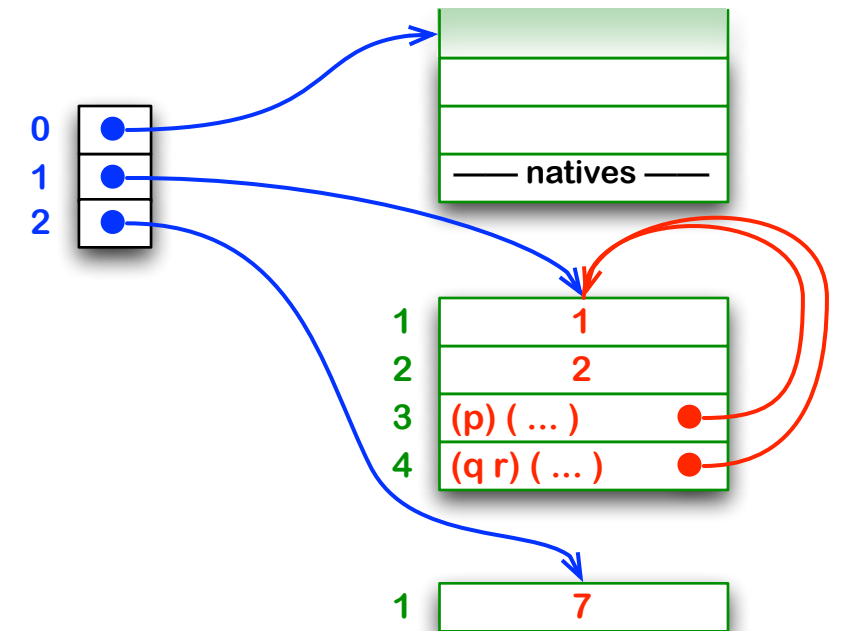 0
1
2
natives
1 1
2 2
3 (p) ( ... )
4 (q r) ( ... )
1 7